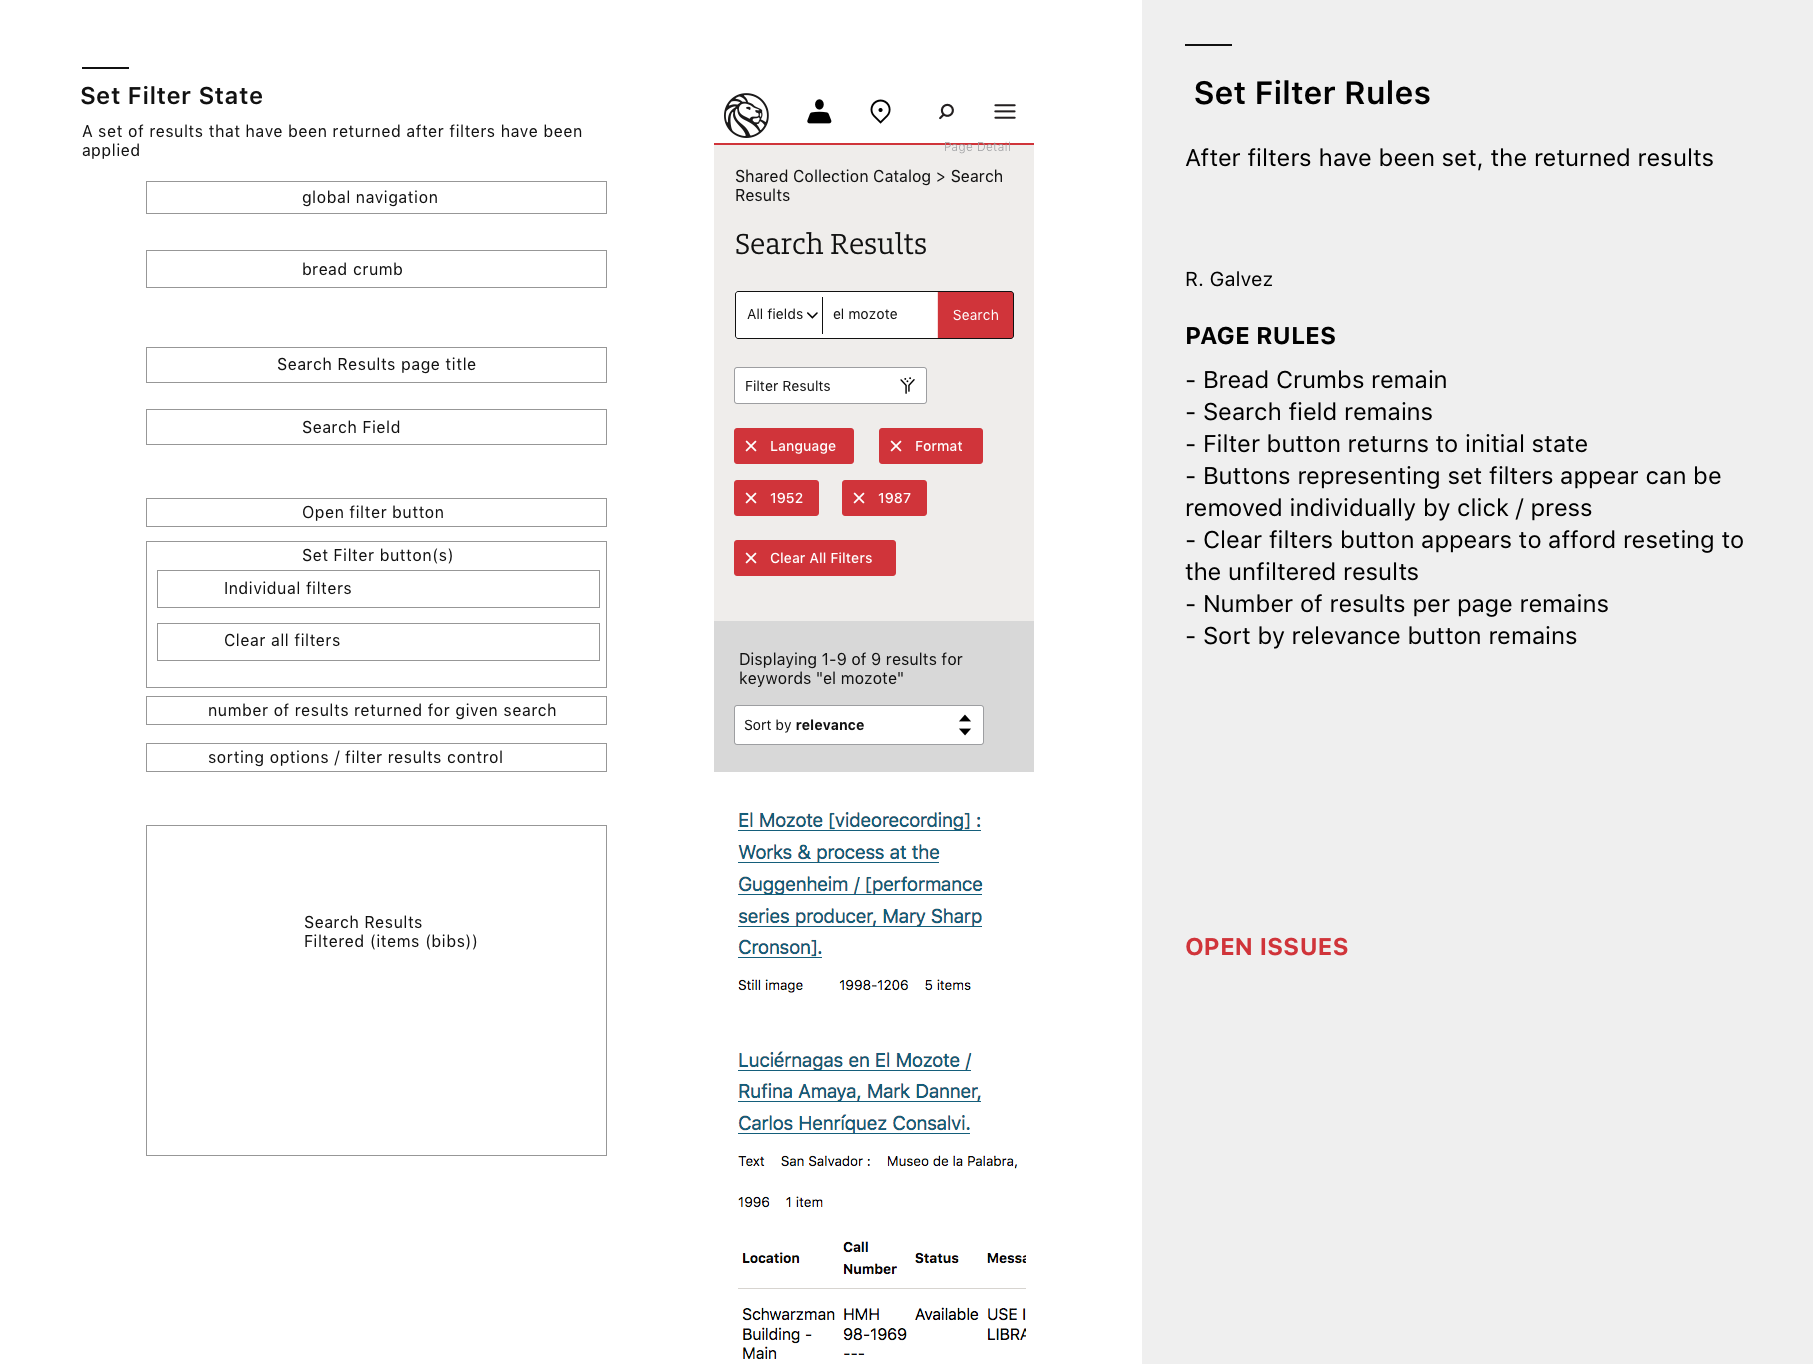 Set Filter State
A set of results that have been returned after filters have been
applied
global navigation
bread crumb
Search Results page title
Search Field
Open filter button
Set Filter button(s)
Individual filters
Clear all filters
number of results returned for given search
sorting options / filter results control
Search Results
Filtered (items (bibs))
Page Detail
Shared Collection Catalog > Search
Results
Search Results
All fields el mozote Search
Filter Results
Language Format
1952 1987
Clear All Filters
Displaying 1-9 of 9 results for
keywords "el mozote"
Sort by relevance
El Mozote [videorecording] :
Works & process at the
Guggenheim / [performance
series producer, Mary Sharp
Cronson].
Still image 1998-1206 5 items
Luciérnagas en El Mozote /
Rufina Amaya, Mark Danner,
Carlos Henríquez Consalvi.
Text San Salvador : Museo de la Palabra,
1996 1 item
Location Call Number Status Messa
Schwarzman HMH Available USE I
Building - 98-1969 LIBRA
Main ---
Set Filter Rules
After filters have been set, the returned results
R. Galvez
PAGE RULES
- Bread Crumbs remain
- Search field remains
- Filter button returns to initial state
- Buttons representing set filters appear can be
removed individually by click / press
- Clear filters button appears to afford reseting to
the unfiltered results
- Number of results per page remains
- Sort by relevance button remains
OPEN ISSUES